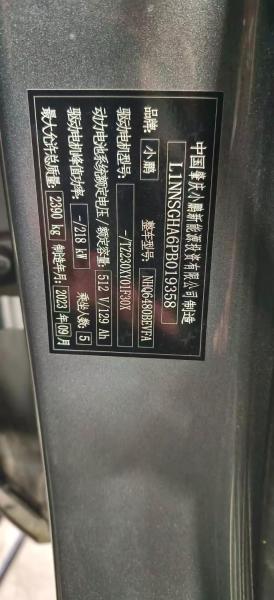 中国肇庆小鹏新能源投资有限公司制造
L1NNSGHA6PB019358
品牌: 小鹏 整车型号: NHQ6480BEVFA
驱动电机型号: -/TZ230XY01F30X
动力电池系统额定电压/额定容量: 512 V/129 Ah
驱动电机峰值功率: -/218 kW 乘坐人数: 5
最大允许总质量: 2390 kg 制造年月: 2023 年 09 月